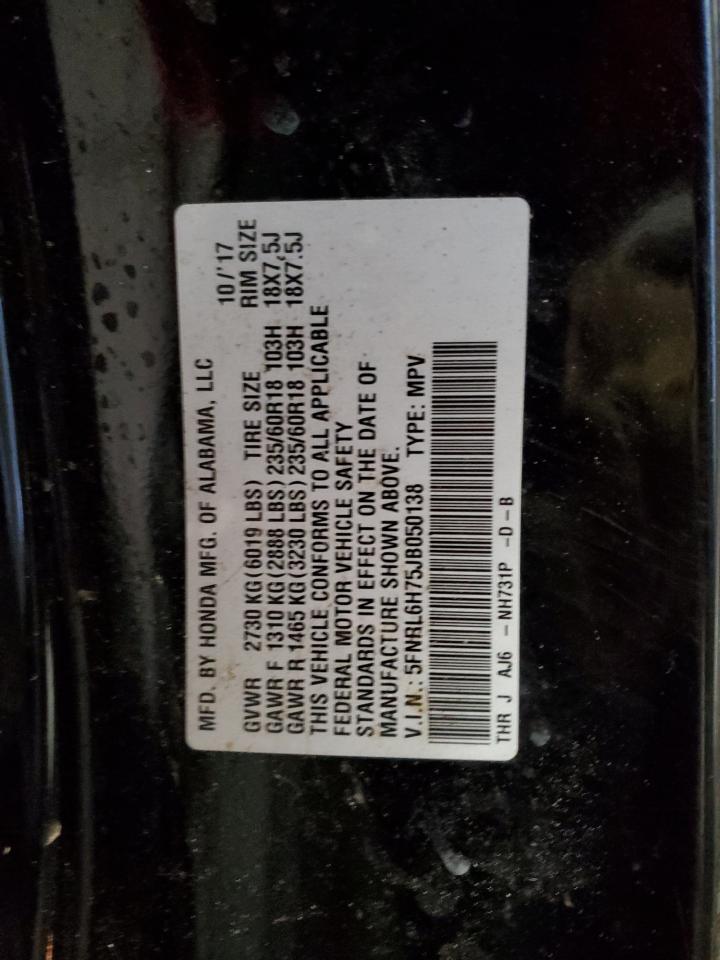 MFD. BY HONDA MFG. OF ALABAMA, LLC 10/'17
GVWR 2730 KG (6019 LBS) TIRE SIZE RIM SIZE
GAWR F 1310 KG (2888 LBS) 235/60R18 103H 18X7.5J
GAWR R 1465 KG (3230 LBS) 235/60R18 103H 18X7.5J
THIS VEHICLE CONFORMS TO ALL APPLICABLE
FEDERAL MOTOR VEHICLE SAFETY
STANDARDS IN EFFECT ON THE DATE OF
MANUFACTURE SHOWN ABOVE.
V.I.N.: 5FNRL6H75JB050138 TYPE: MPV
THR J AJ6 - NH731P -D-B